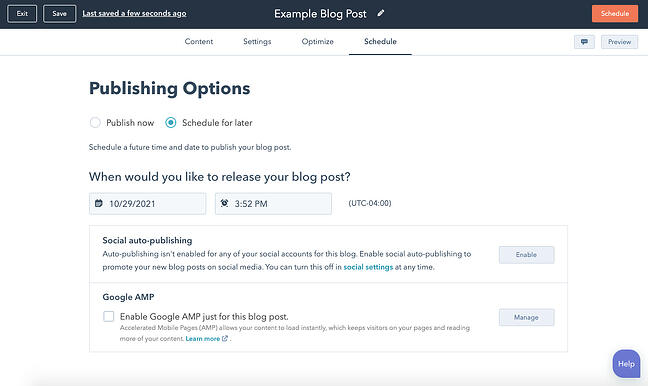 Exit
Save
Last saved a few seconds ago
Example Blog Post
Schedule
Content
Settings
Optimize
Schedule
Preview
Publishing Options
Publish now
Schedule for later
Schedule a future time and date to publish your blog post.
When would you like to release your blog post?
10/29/2021
3:52 PM
(UTC-04:00)
Social auto-publishing
Auto-publishing isn't enabled for any of your social accounts for this blog. Enable social auto-publishing to
promote your new blog posts on social media. You can turn this off in social settings at any time.
Enable
Google AMP
Enable Google AMP just for this blog post.
Accelerated Mobile Pages (AMP) allows your content to load instantly, which keeps visitors on your pages and reading
more of your content. Learn more .
Manage
Help